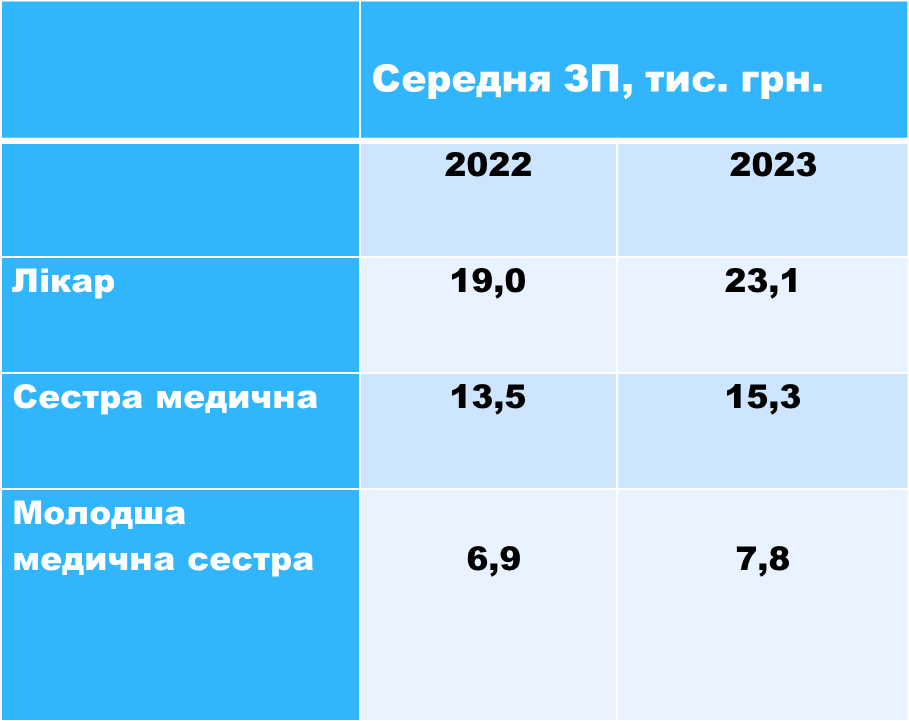 Середня ЗП, тис. грн.
2022 2023
Лікар 19,0 23,1
Сестра медична 13,5 15,3
Молодша
медична сестра 6,9 7,8